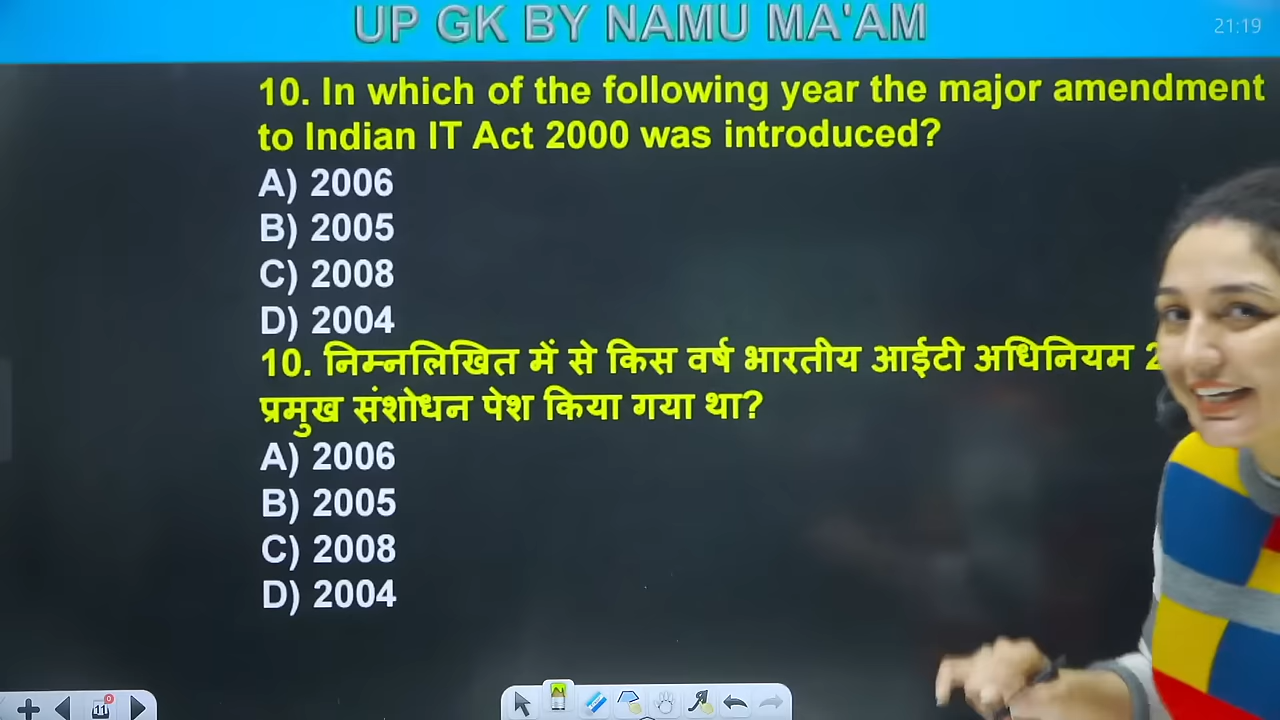 UP GK BY NAMU MA'AM
21:19
10. In which of the following year the major amendment
to Indian IT Act 2000 was introduced?
A) 2006
B) 2005
C) 2008
D) 2004
10. निम्नलिखित में से किस वर्ष भारतीय आईटी अधिनियम
प्रमुख संशोधन पेश किया गया था?
A) 2006
B) 2005
C) 2008
D) 2004
11
0